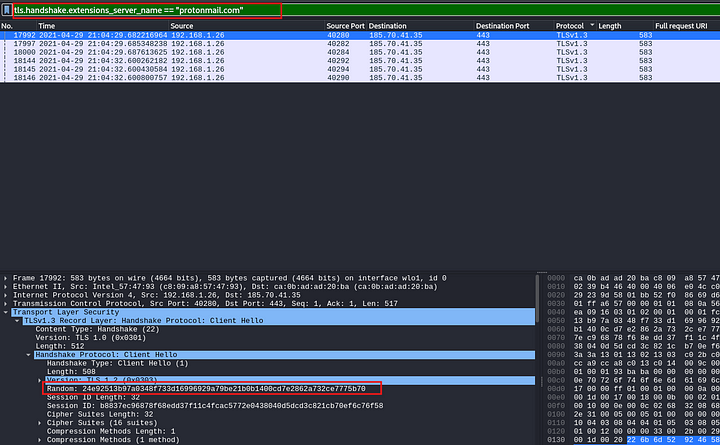 tls.handshake.extensions_server_name == "protonmail.com"
No. Time Source Source Port Destination Destination Port Protocol Length Full request URI
17992 2021-04-29 21:04:29.682216964 192.168.1.26 40280 185.70.41.35 443 TLSv1.3 583
17997 2021-04-29 21:04:29.685348238 192.168.1.26 40282 185.70.41.35 443 TLSv1.3 583
18000 2021-04-29 21:04:29.687613625 192.168.1.26 40284 185.70.41.35 443 TLSv1.3 583
18144 2021-04-29 21:04:32.600262182 192.168.1.26 40292 185.70.41.35 443 TLSv1.3 583
18145 2021-04-29 21:04:32.600430584 192.168.1.26 40294 185.70.41.35 443 TLSv1.3 583
18146 2021-04-29 21:04:32.600800757 192.168.1.26 40290 185.70.41.35 443 TLSv1.3 583
Frame 17992: 583 bytes on wire (4664 bits), 583 bytes captured (4664 bits) on interface wlo1, id 0
Ethernet II, Src: Intel_57:47:93 (c8:09:a8:57:47:93), Dst: ca:0b:ad:ad:20:ba (ca:0b:ad:ad:20:ba)
Internet Protocol Version 4, Src: 192.168.1.26, Dst: 185.70.41.35
Transmission Control Protocol, Src Port: 40280, Dst Port: 443, Seq: 1, Ack: 1, Len: 517
Transport Layer Security
TLSv1.3 Record Layer: Handshake Protocol: Client Hello
Content Type: Handshake (22)
Version: TLS 1.0 (0x0301)
Length: 512
Handshake Protocol: Client Hello
Handshake Type: Client Hello (1)
Length: 508
Version: TLS 1.2 (0x0303)
Random: 24e92513b97a0348f733d16996929a79be21b0b1400cd7e2862a732ce7775b70
Session ID Length: 32
Session ID: b8837ec96878f68edd37f11c4fcac5772e0438040d5dcd3c821cb70ef6c76f58
Cipher Suites Length: 32
Cipher Suites (16 suites)
Compression Methods Length: 1
Compression Methods (1 method)
0000 ca 0b ad ad 20 ba c8 09 a8 57 47
0010 02 39 b4 46 40 00 40 06 e0 4c c0
0020 29 23 9d 58 01 bb 52 f0 86 69 d6
0030 01 ff a6 57 00 00 01 01 08 0a 56
0040 ea 09 16 03 01 02 00 01 00 01 fc
0050 13 b9 7a 03 48 f7 33 d1 69 96 92
0060 b1 40 0c d7 e2 86 2a 73 2c e7 77
0070 7e c9 68 78 f6 8e dd 37 f1 1c 4f
0080 38 04 0d 5d cd 3c 82 1c b7 0e f6
0090 3a 3a 13 01 13 02 13 03 c0 2b c0
00a0 cc a9 cc a8 c0 13 c0 14 00 9c 00
00b0 01 00 01 93 ba ba 00 00 00 00 00
00c0 0e 70 72 6f 74 6f 6e 6d 61 69 6c
00d0 17 00 00 ff 01 00 01 00 00 0a 00
00e0 00 1d 00 17 00 18 00 0b 00 02 01
00f0 00 10 00 0e 00 0c 02 68 32 08 68
0100 2e 31 00 05 00 05 01 00 00 00 00
0110 10 04 03 08 04 04 01 05 03 08 05
0120 01 00 12 00 00 00 33 00 2b 00 29
0130 00 1d 00 20 22 6b 6d 52 92 46 58